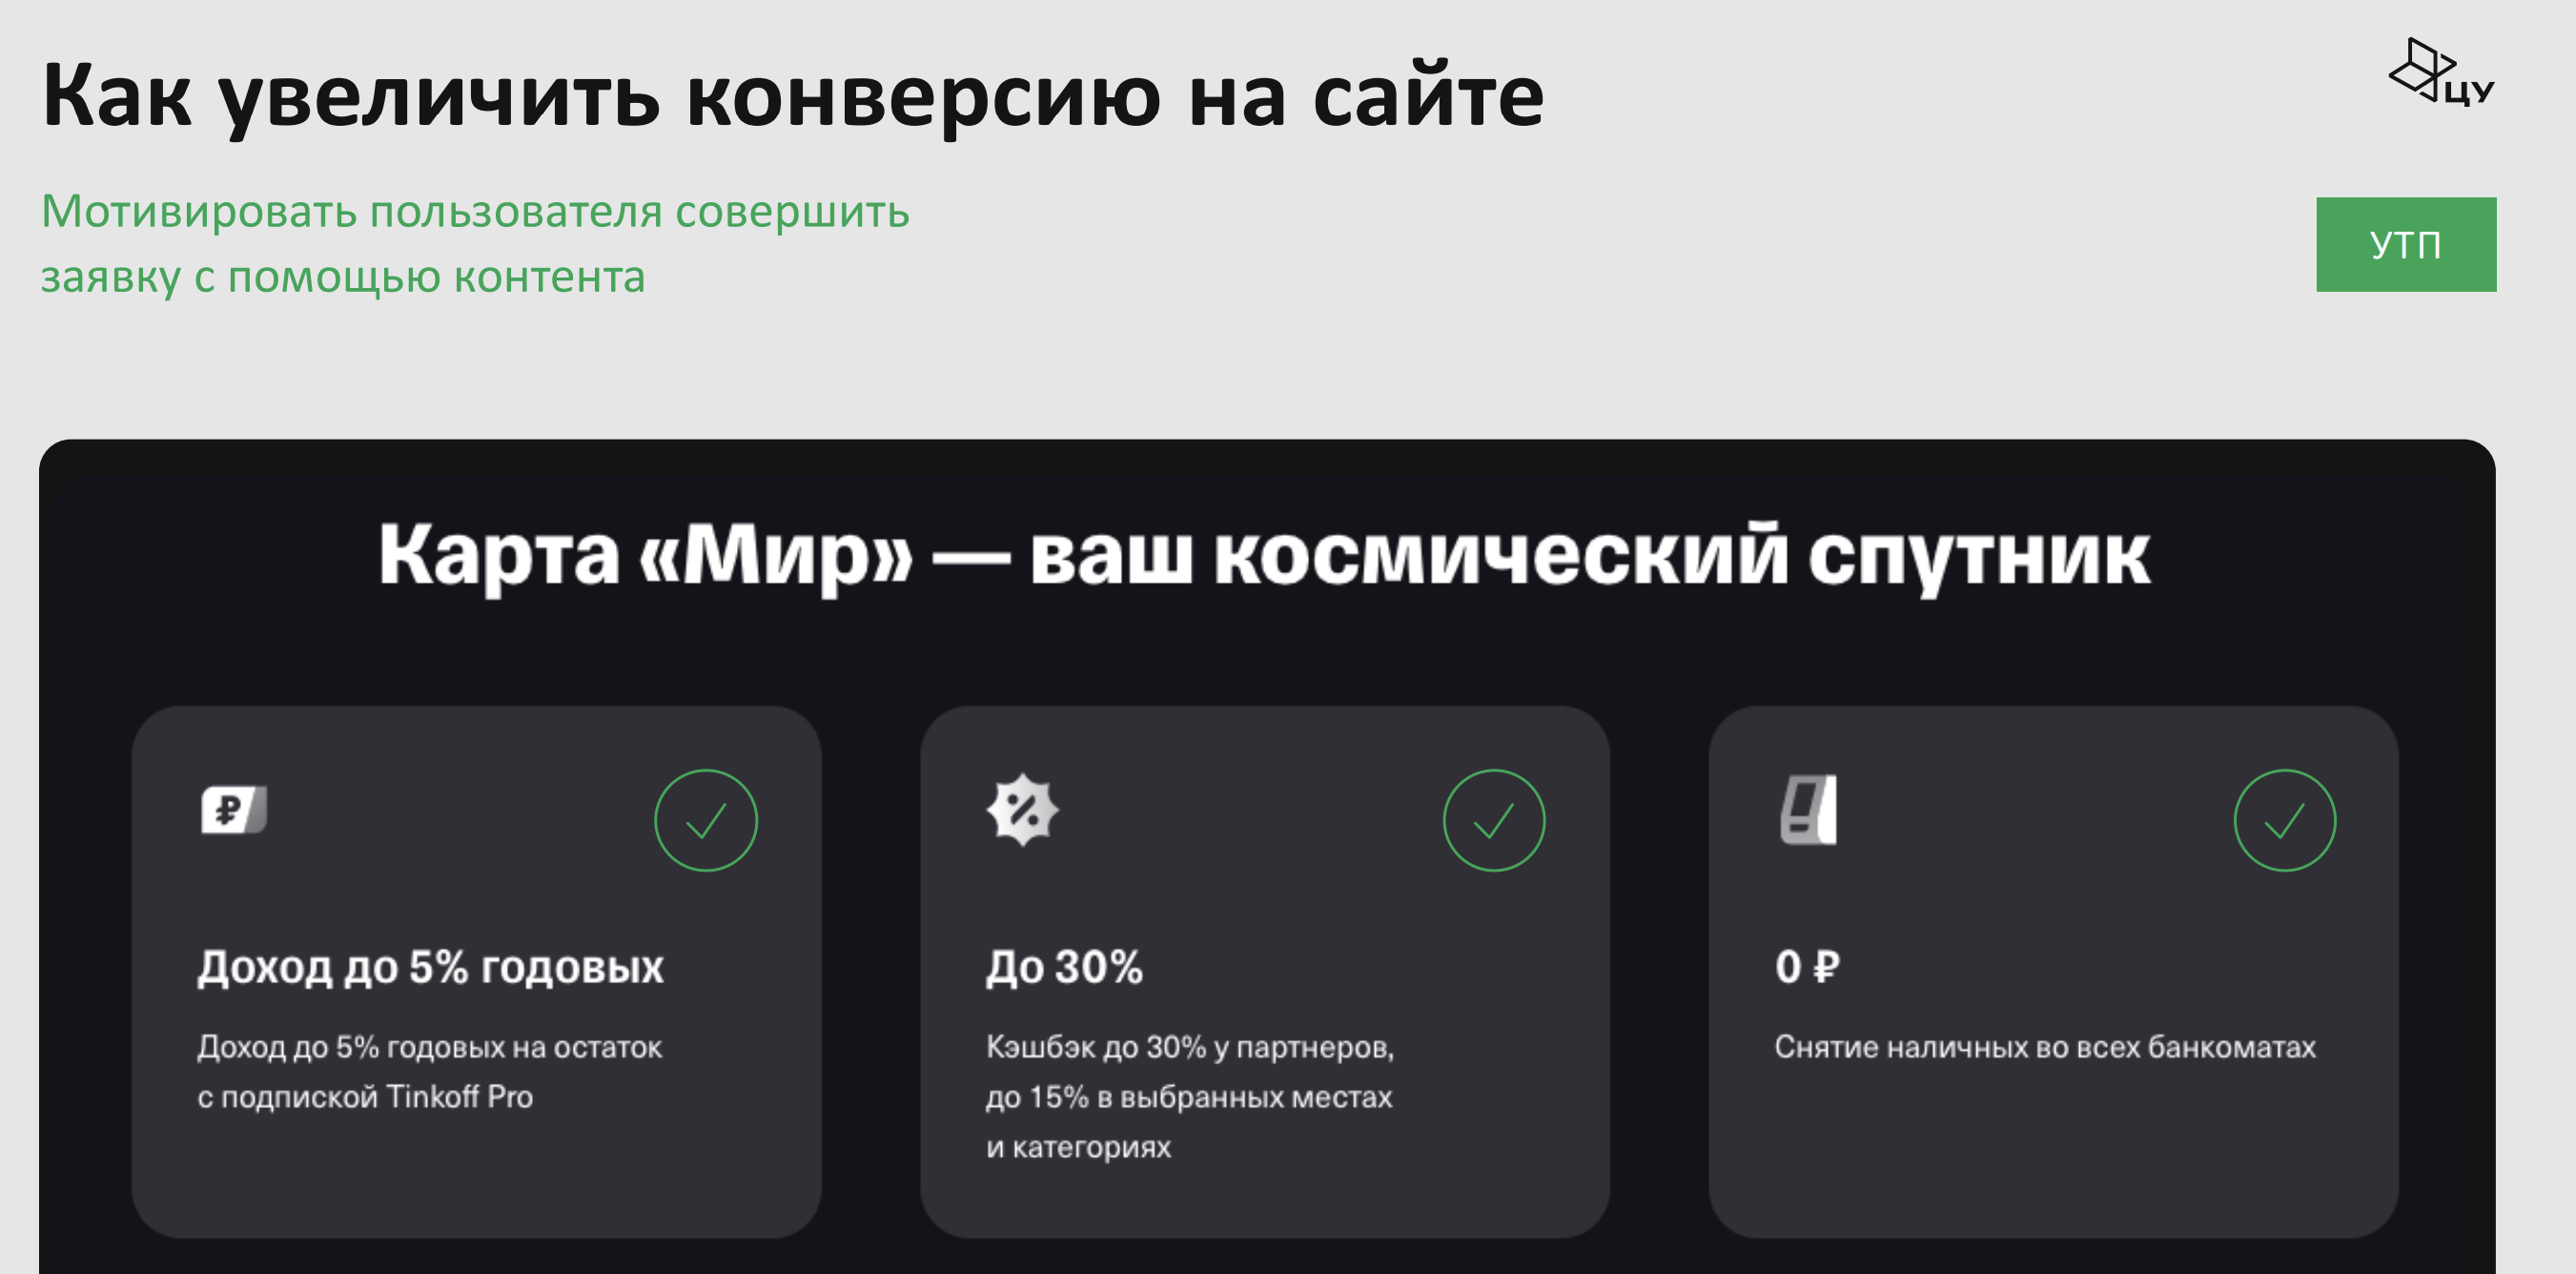 Как увеличить конверсию на сайте
ЦУ
Мотивировать пользователя совершить
заявку с помощью контента
УТП
Карта «Мир» — ваш космический спутник
₽
%
Доход до 5% годовых
Доход до 5% годовых на остаток
с подпиской Tinkoff Pro
До 30%
Кэшбэк до 30% у партнеров,
до 15% в выбранных местах
и категориях
0 ₽
Снятие наличных во всех банкоматах